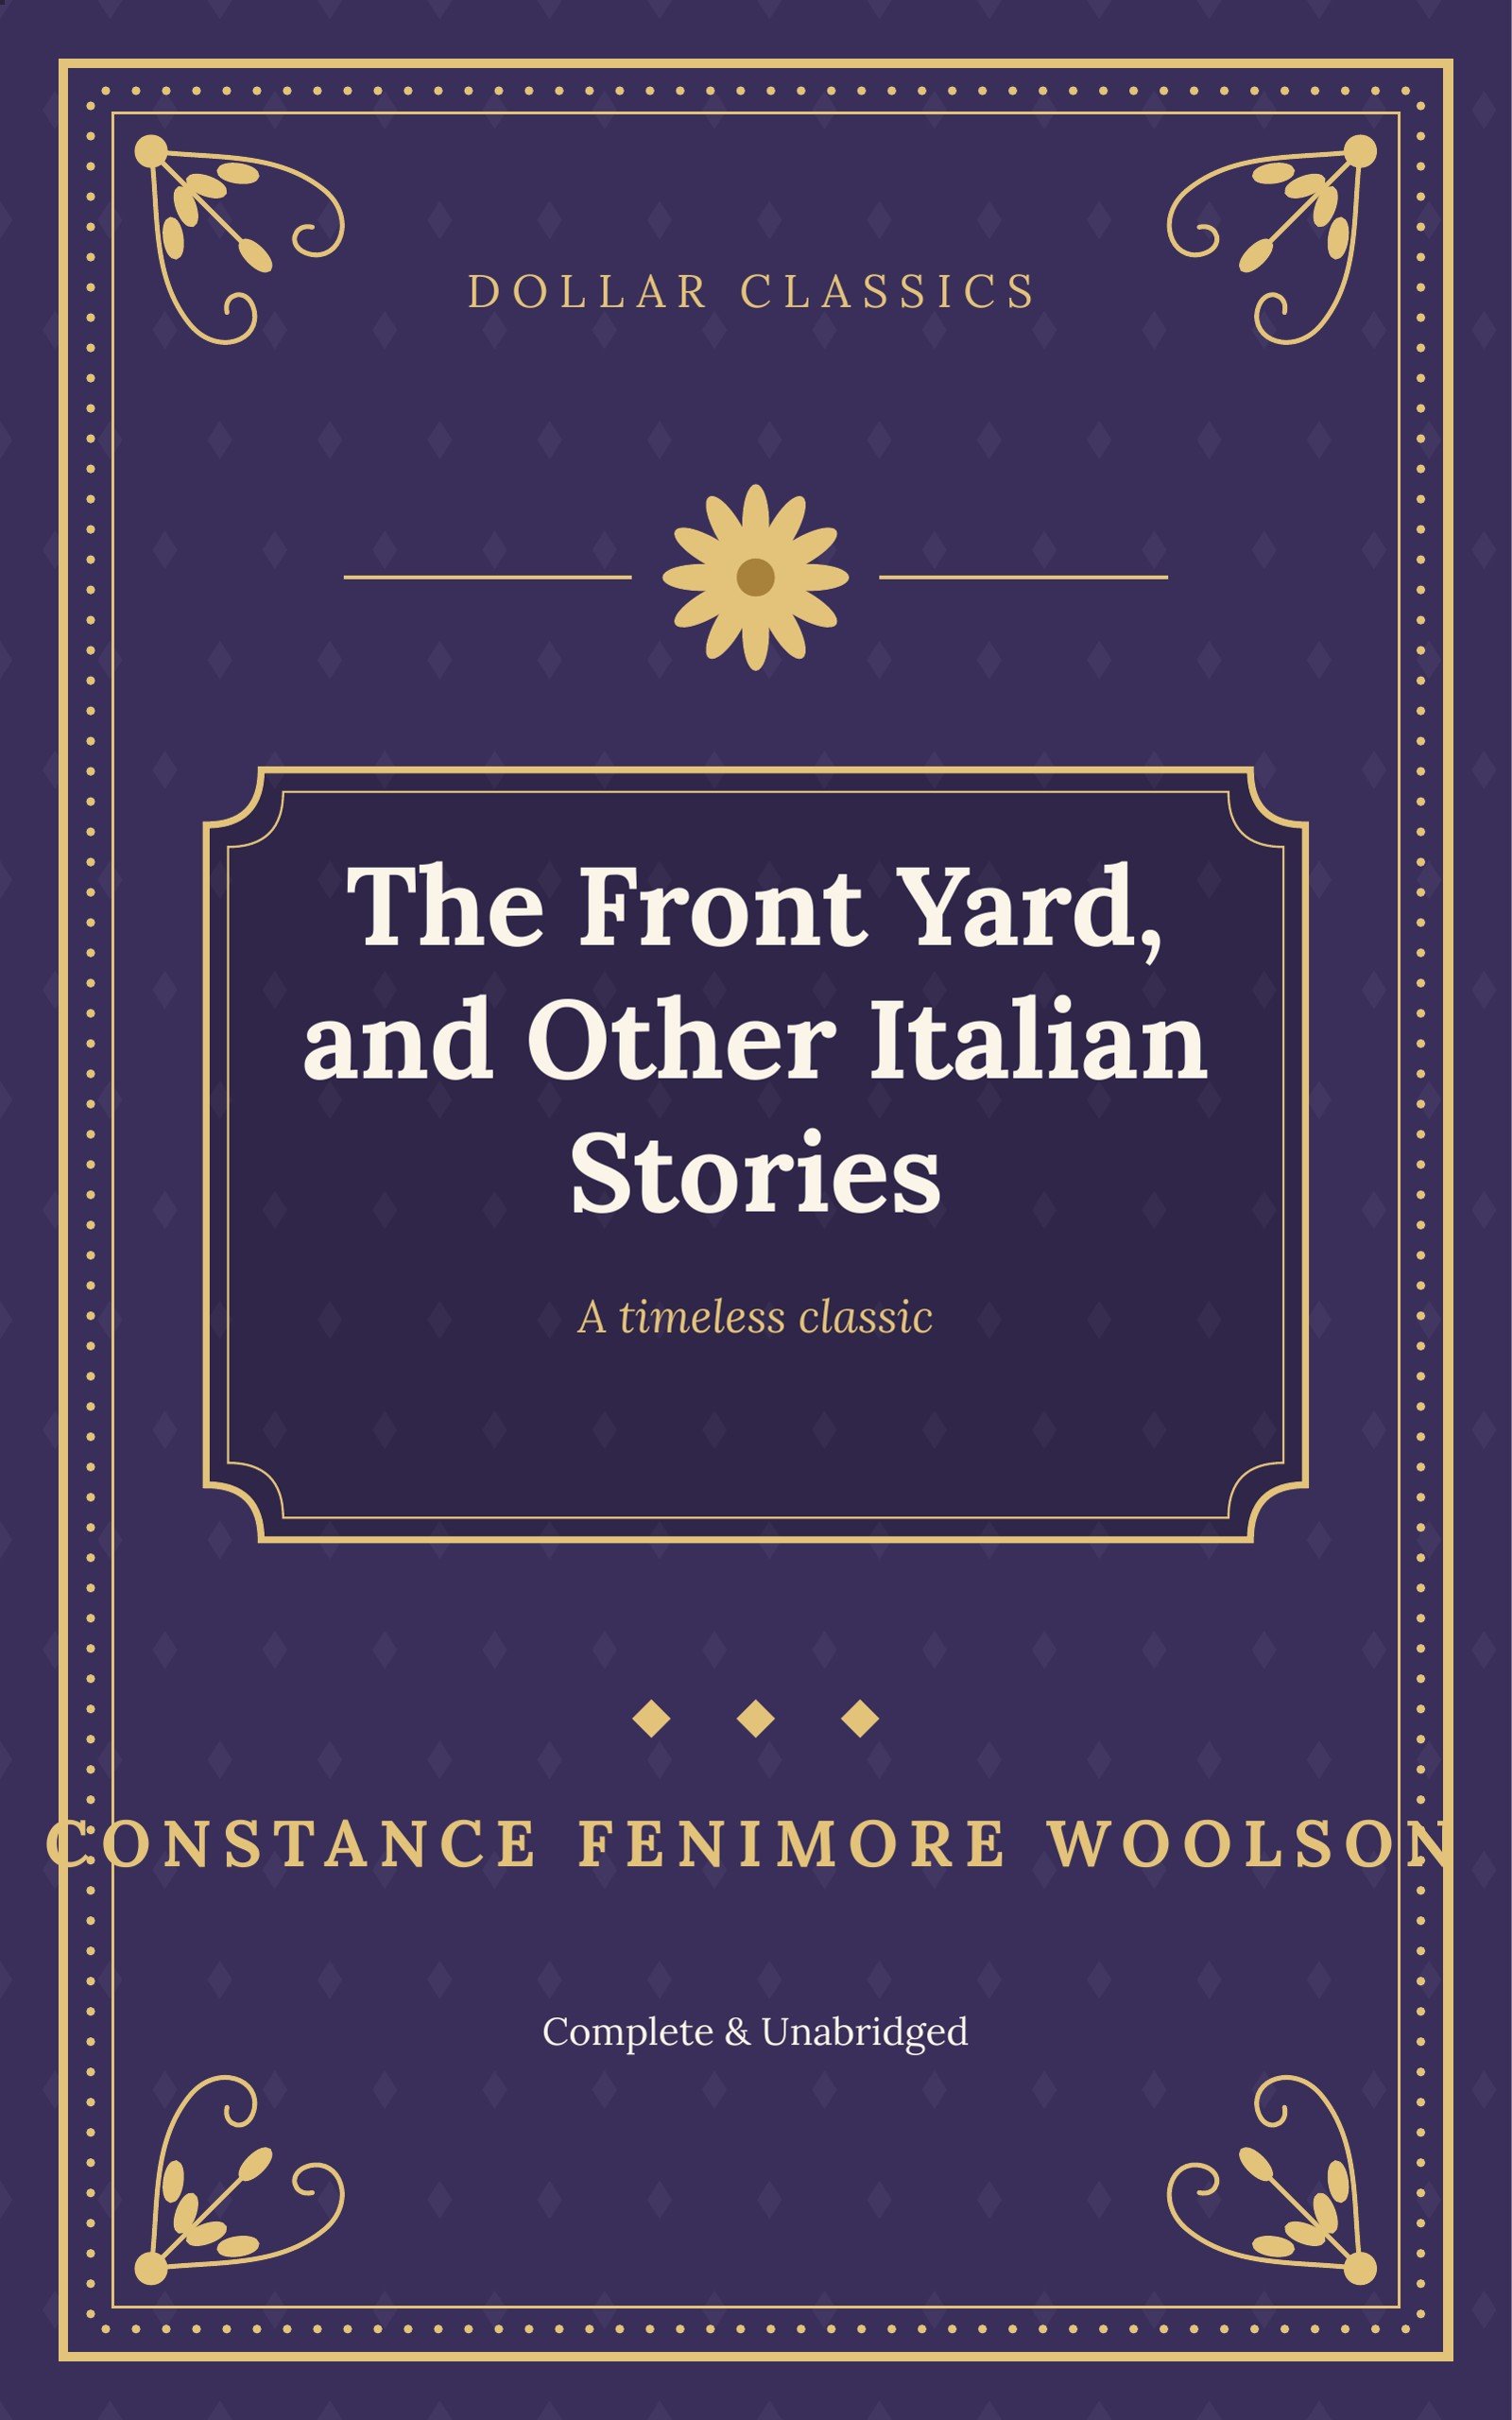 DOLLAR CLASSICS
The Front Yard,
and Other Italian
Stories
A timeless classic
CONSTANCE FENIMORE WOOLSON
Complete & Unabridged